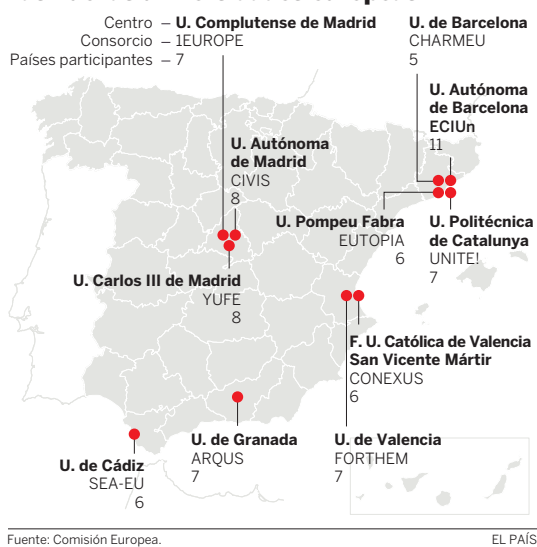 Centro – U. Complutense de Madrid
Consorcio – 1EUROPE
Países participantes – 7
U. de Barcelona
CHARMEU
5
U. Autónoma
de Barcelona
ECIUn
11
U. Autónoma
de Madrid
CIVIS
8
U. Pompeu Fabra
EUTOPIA
6
U. Politécnica
de Catalunya
UNITE!
7
U. Carlos III de Madrid
YUFE
8
F. U. Católica de Valencia
San Vicente Mártir
CONEXUS
6
U. de Cádiz
SEA-EU
6
U. de Granada
ARQUS
7
U. de Valencia
FORTHEM
7
Fuente: Comisión Europea.
EL PAÍS